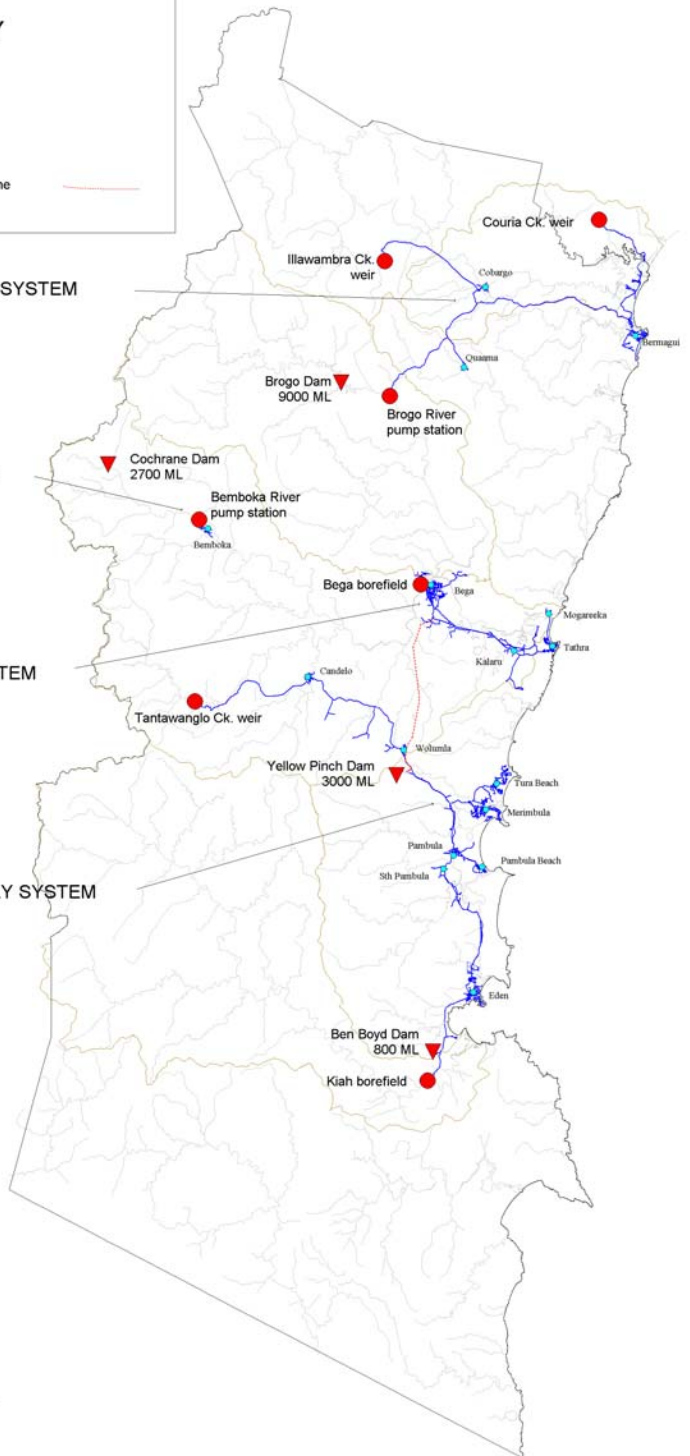 Y
ne
Couria Ck. weir
Illawambra Ck.
weir
SYSTEM
Cobargo
Bermagui
Quaama
Brogo Dam
9000 ML
Brogo River
pump station
Cochrane Dam
2700 ML
Bemboka River
pump station
Bemboka
Bega borefield
Bega
Mogareeka
Tathra
Kalaru
TEM
Candelo
Tantawanglo Ck. weir
Wolumla
Yellow Pinch Dam
3000 ML
Tura Beach
Merimbula
Pambula
Pambula Beach
Sth Pambula
Y SYSTEM
Eden
Ben Boyd Dam
800 ML
Kiah borefield